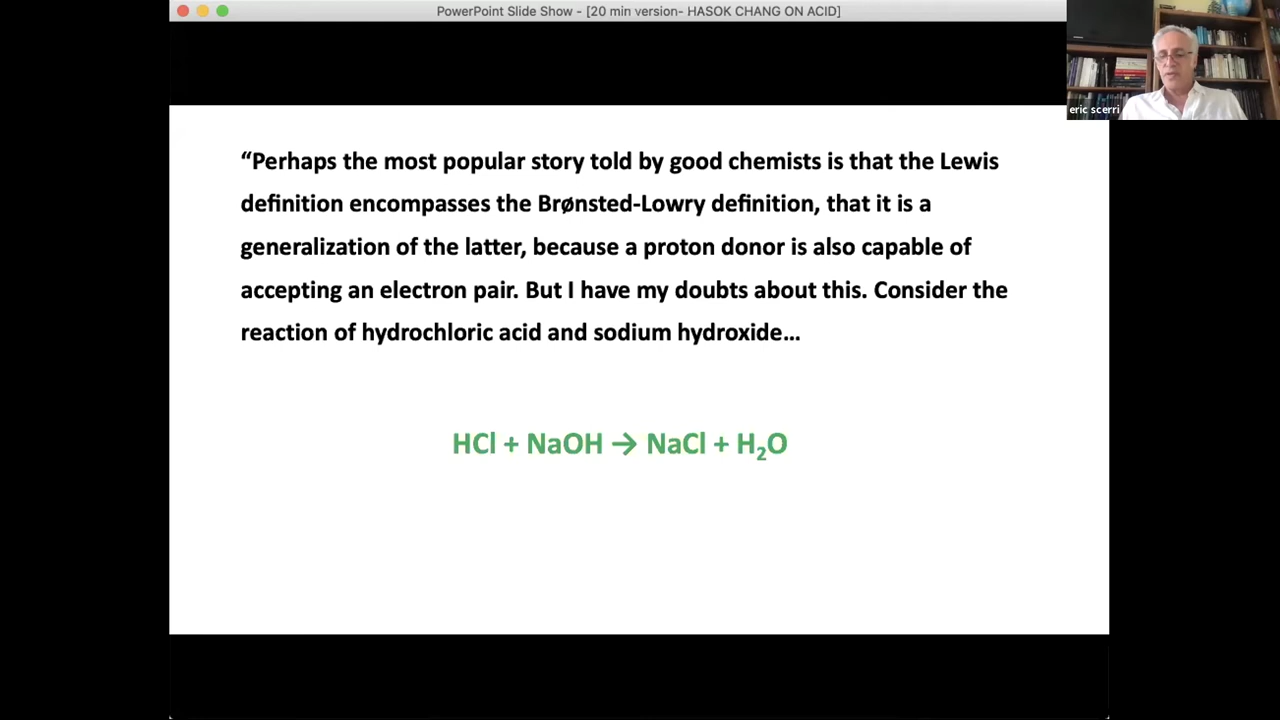 PowerPoint Slide Show - [20 min version- HASOK CHANG ON ACID]
eric scerri
“Perhaps the most popular story told by good chemists is that the Lewis
definition encompasses the Brønsted-Lowry definition, that it is a
generalization of the latter, because a proton donor is also capable of
accepting an electron pair. But I have my doubts about this. Consider the
reaction of hydrochloric acid and sodium hydroxide…
HCl + NaOH → NaCl + H₂O